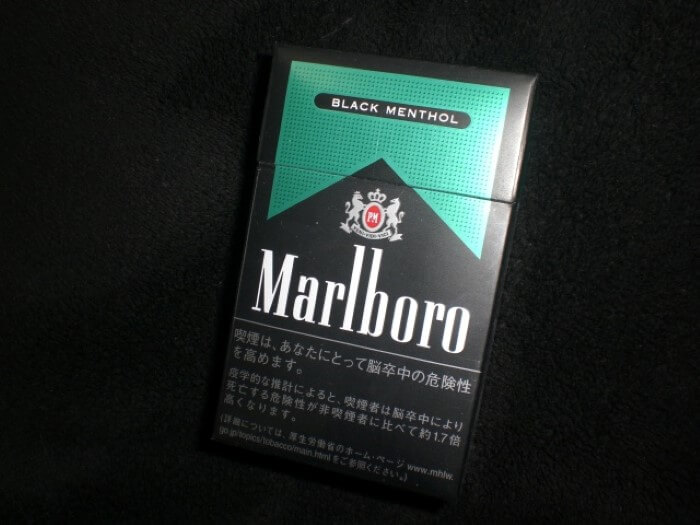 BLACK MENTHOL
PM
Marlboro
喫煙は、あなたにとって脳卒中の危険性
を高めます。
疫学的な推計によると、喫煙者は脳卒中により
死亡する危険性が非喫煙者に比べて約1.7倍
高くなります。
(詳細については、厚生労働省のホーム・ページ www.mhlw.
go.jp/topics/tobacco/main.html をご参照ください。)